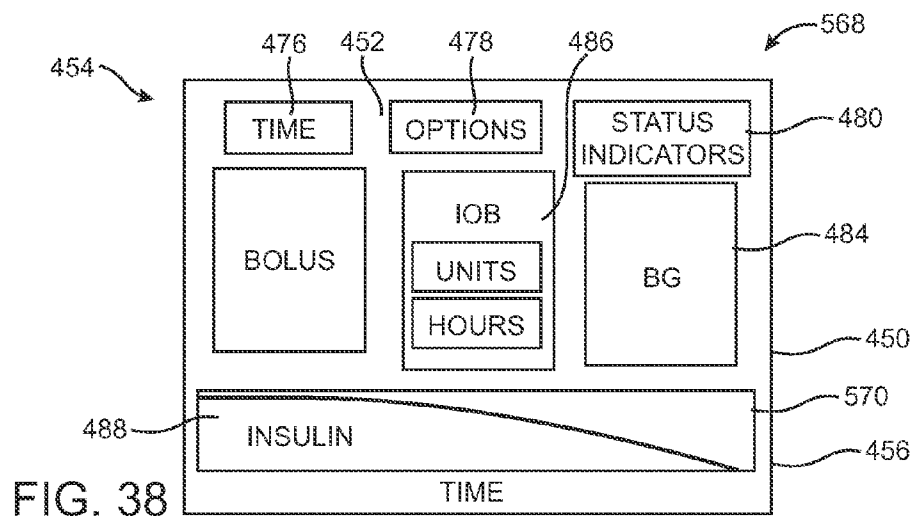 476
452
478
486
568
454
TIME
OPTIONS
STATUS
INDICATORS
480
BOLUS
IOB
UNITS
HOURS
BG
484
450
570
488
INSULIN
456
TIME
FIG. 38